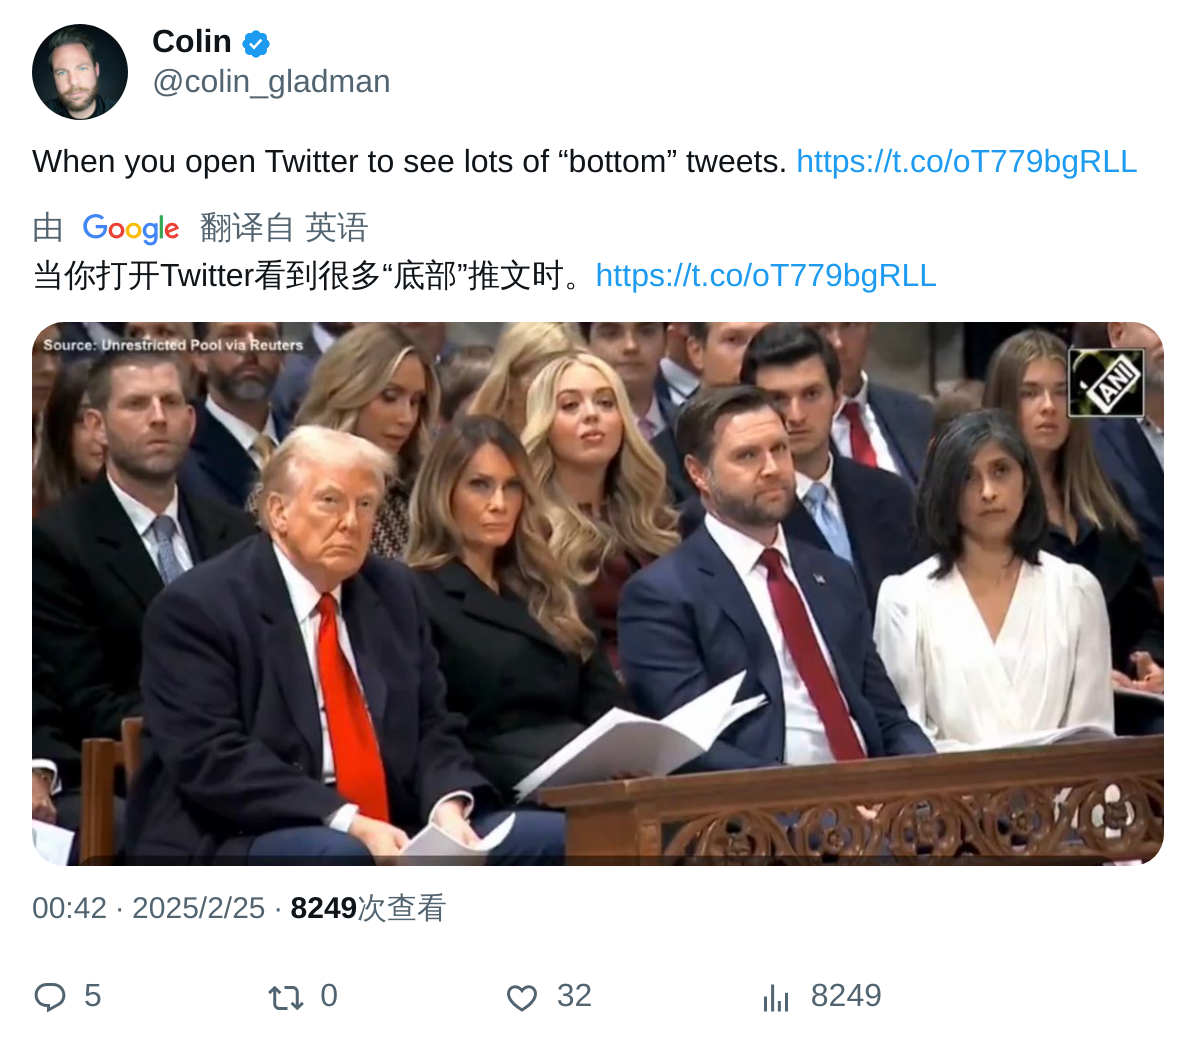 Colin
@colin_gladman
When you open Twitter to see lots of “bottom” tweets. https://t.co/oT779bgRLL
由 Google 翻译自 英语
当你打开Twitter看到很多“底部”推文时。https://t.co/oT779bgRLL
Source: Unrestricted Pool via Reuters
ANI
00:42 · 2025/2/25 · 8249次查看
5 0 32 8249